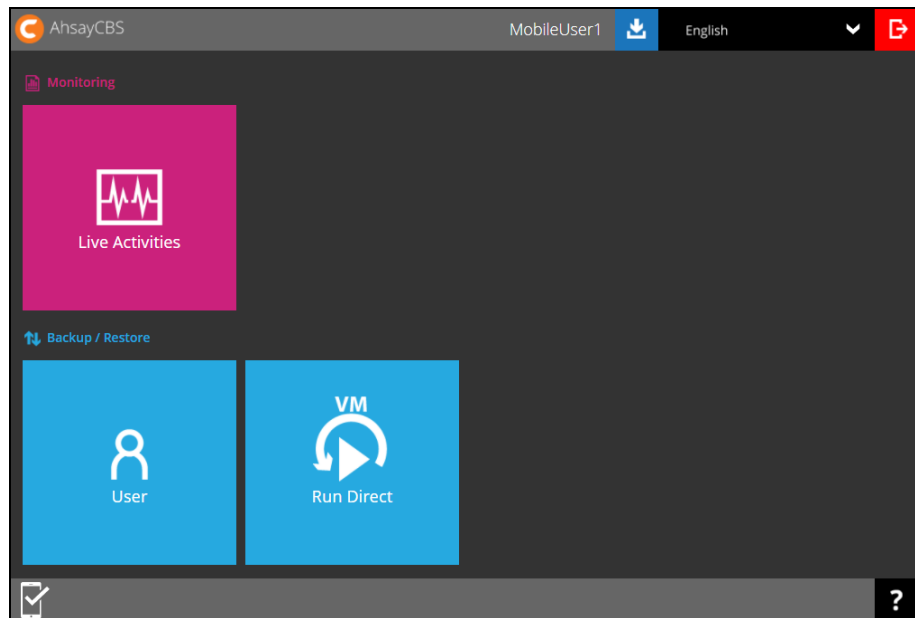 AhsayCBS
MobileUser1
English
Monitoring
Live Activities
Backup / Restore
User
VM
Run Direct
?